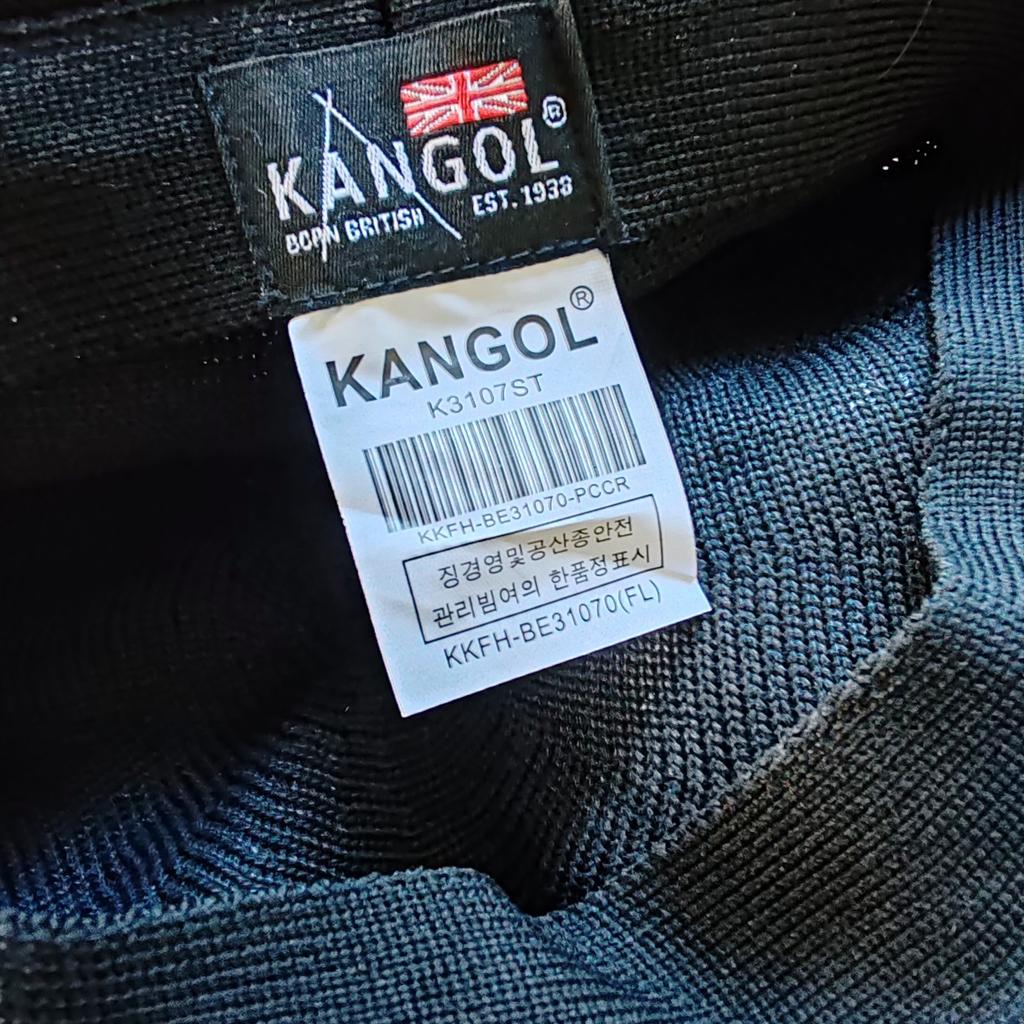 KANGOL®
BORN BRITISH EST. 1938
KANGOL®
K3107ST
KKFH-BE31070-PCCR
징경영및공산종안전
관리빔여의 한품정표시
KKFH-BE31070(FL)